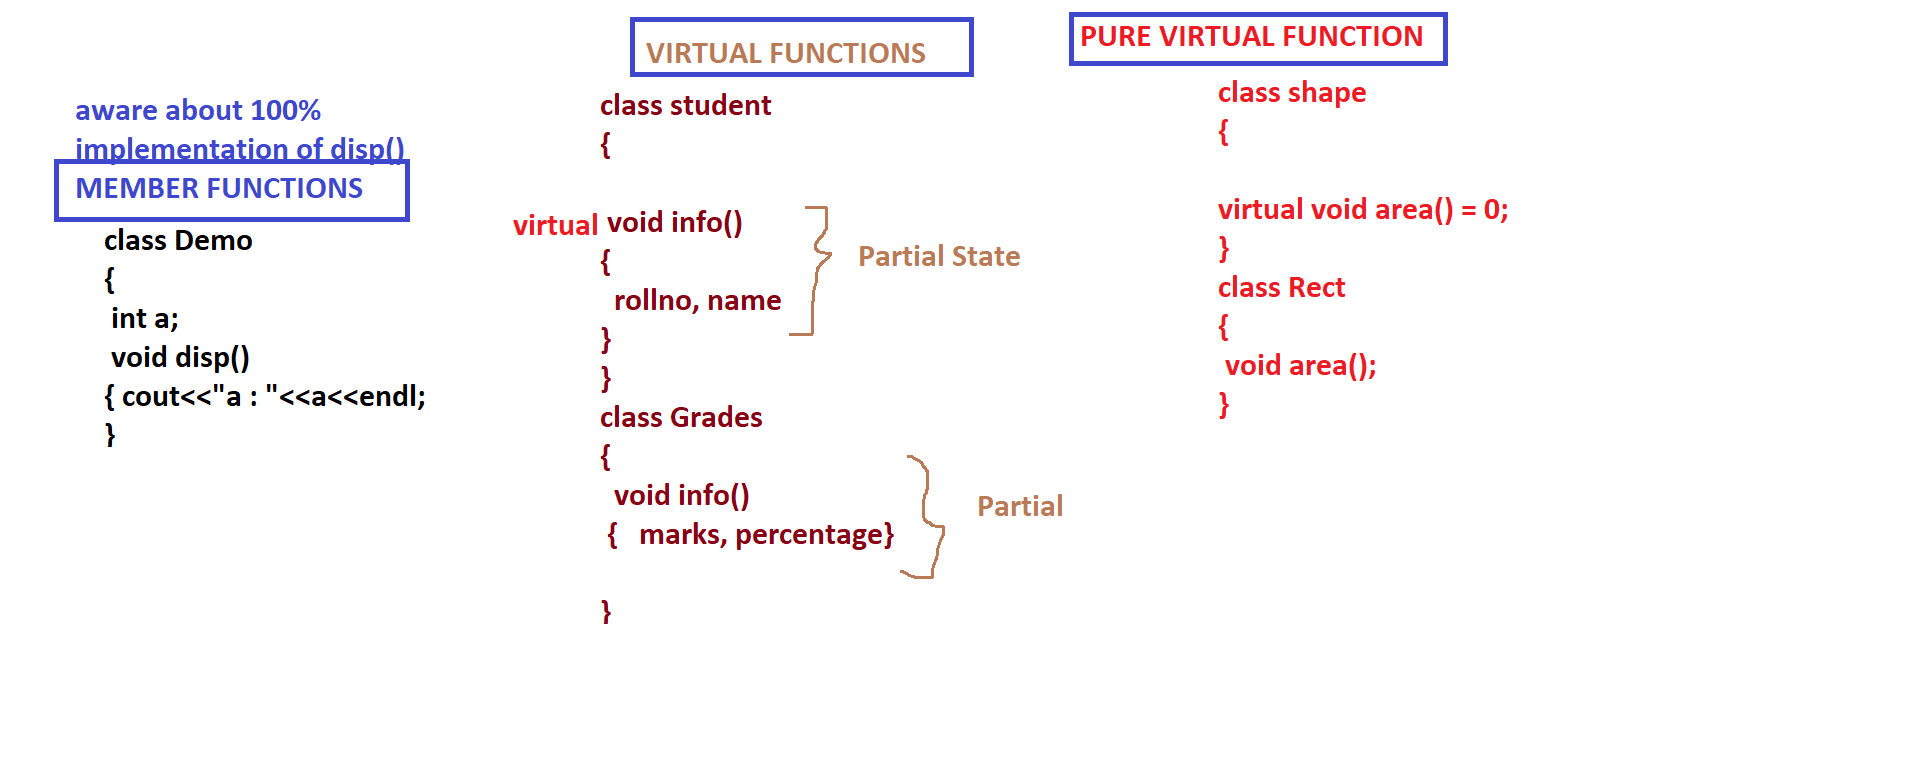 aware about 100%
implementation of disp()
MEMBER FUNCTIONS
class Demo
{
int a;
void disp()
{ cout<<"a : "<<a<<endl;
}
VIRTUAL FUNCTIONS
class student
{
virtual void info()
{
rollno, name
}
}
Partial State
class Grades
{
void info()
{ marks, percentage}
}
Partial
PURE VIRTUAL FUNCTION
class shape
{
virtual void area() = 0;
}
class Rect
{
void area();
}